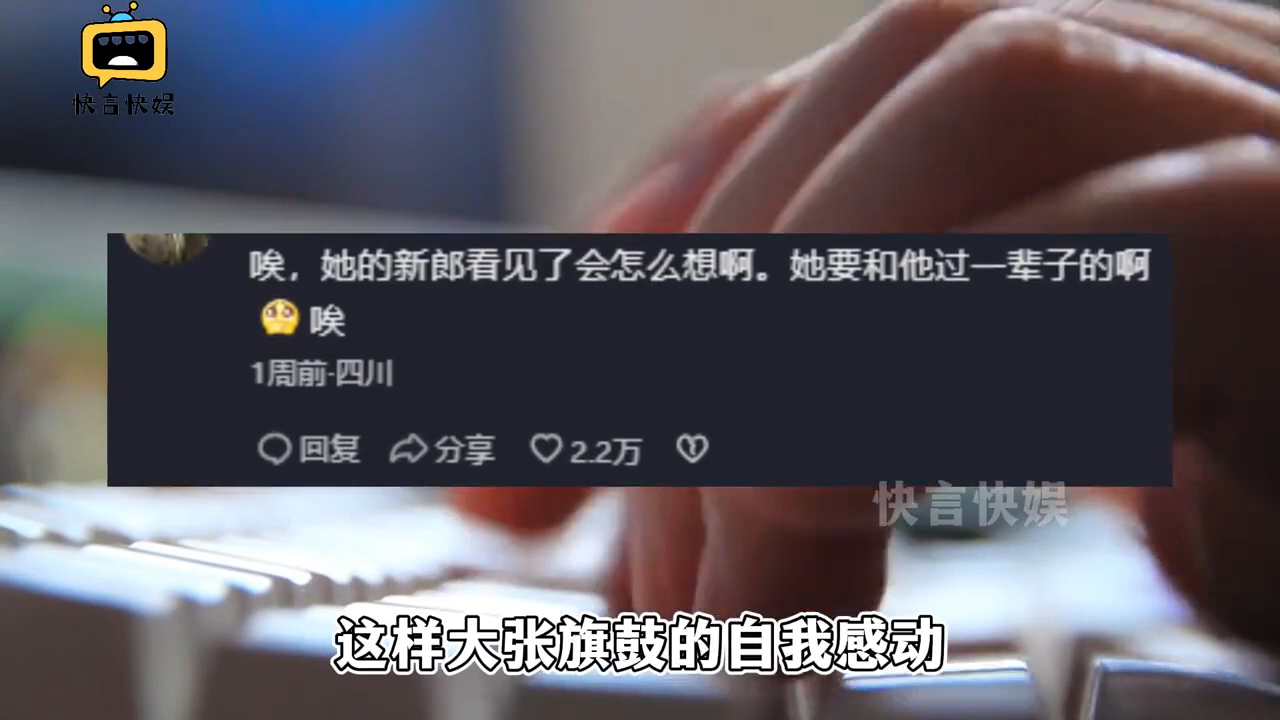 快言快娱
唉，她的新郎看见了会怎么想啊。她要和他过一辈子的啊
唉
1周前·四川
回复 分享 2.2万
快言快娱
这样大张旗鼓的自我感动